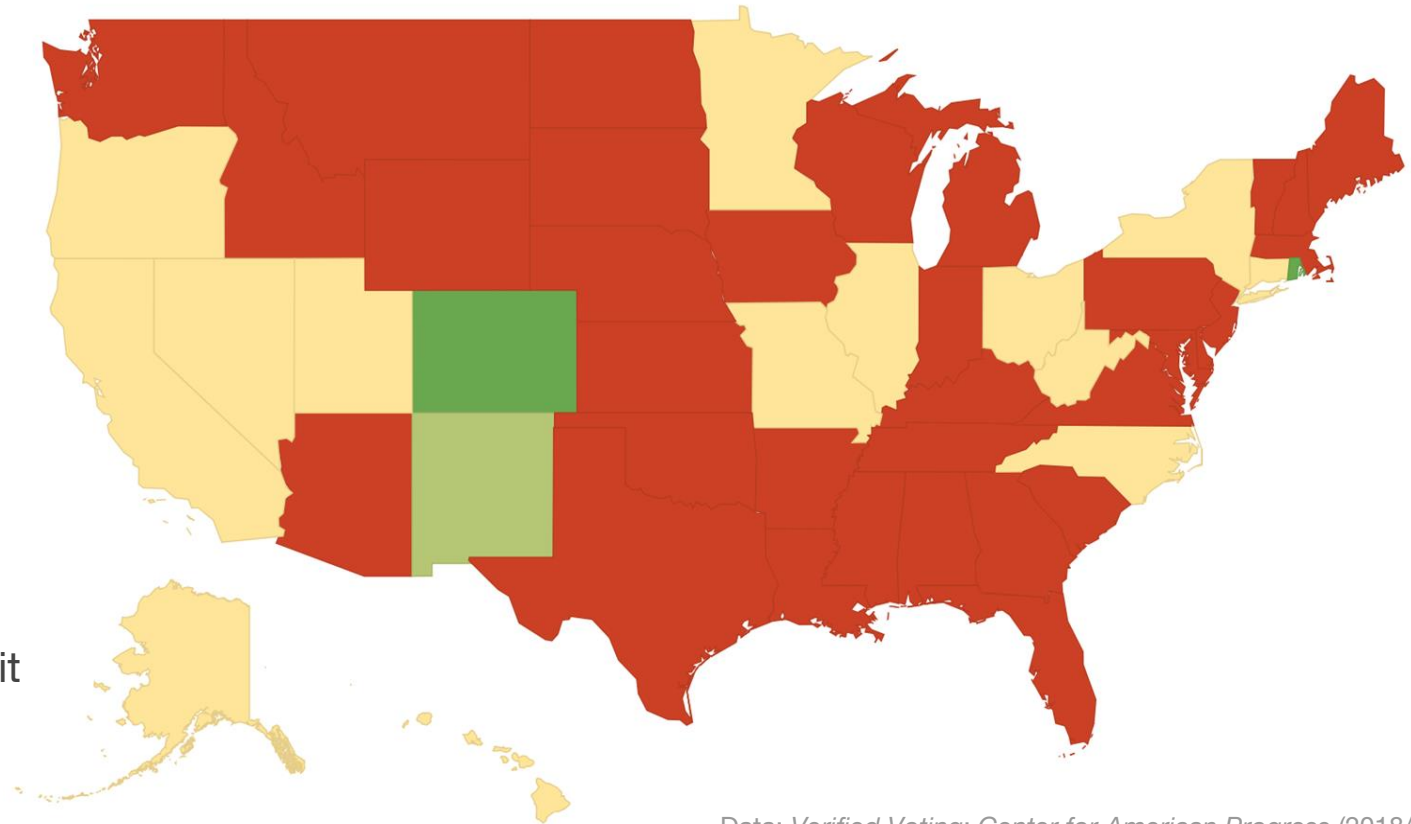 it
Data: Verified Voting; Center for American Progress (2018/